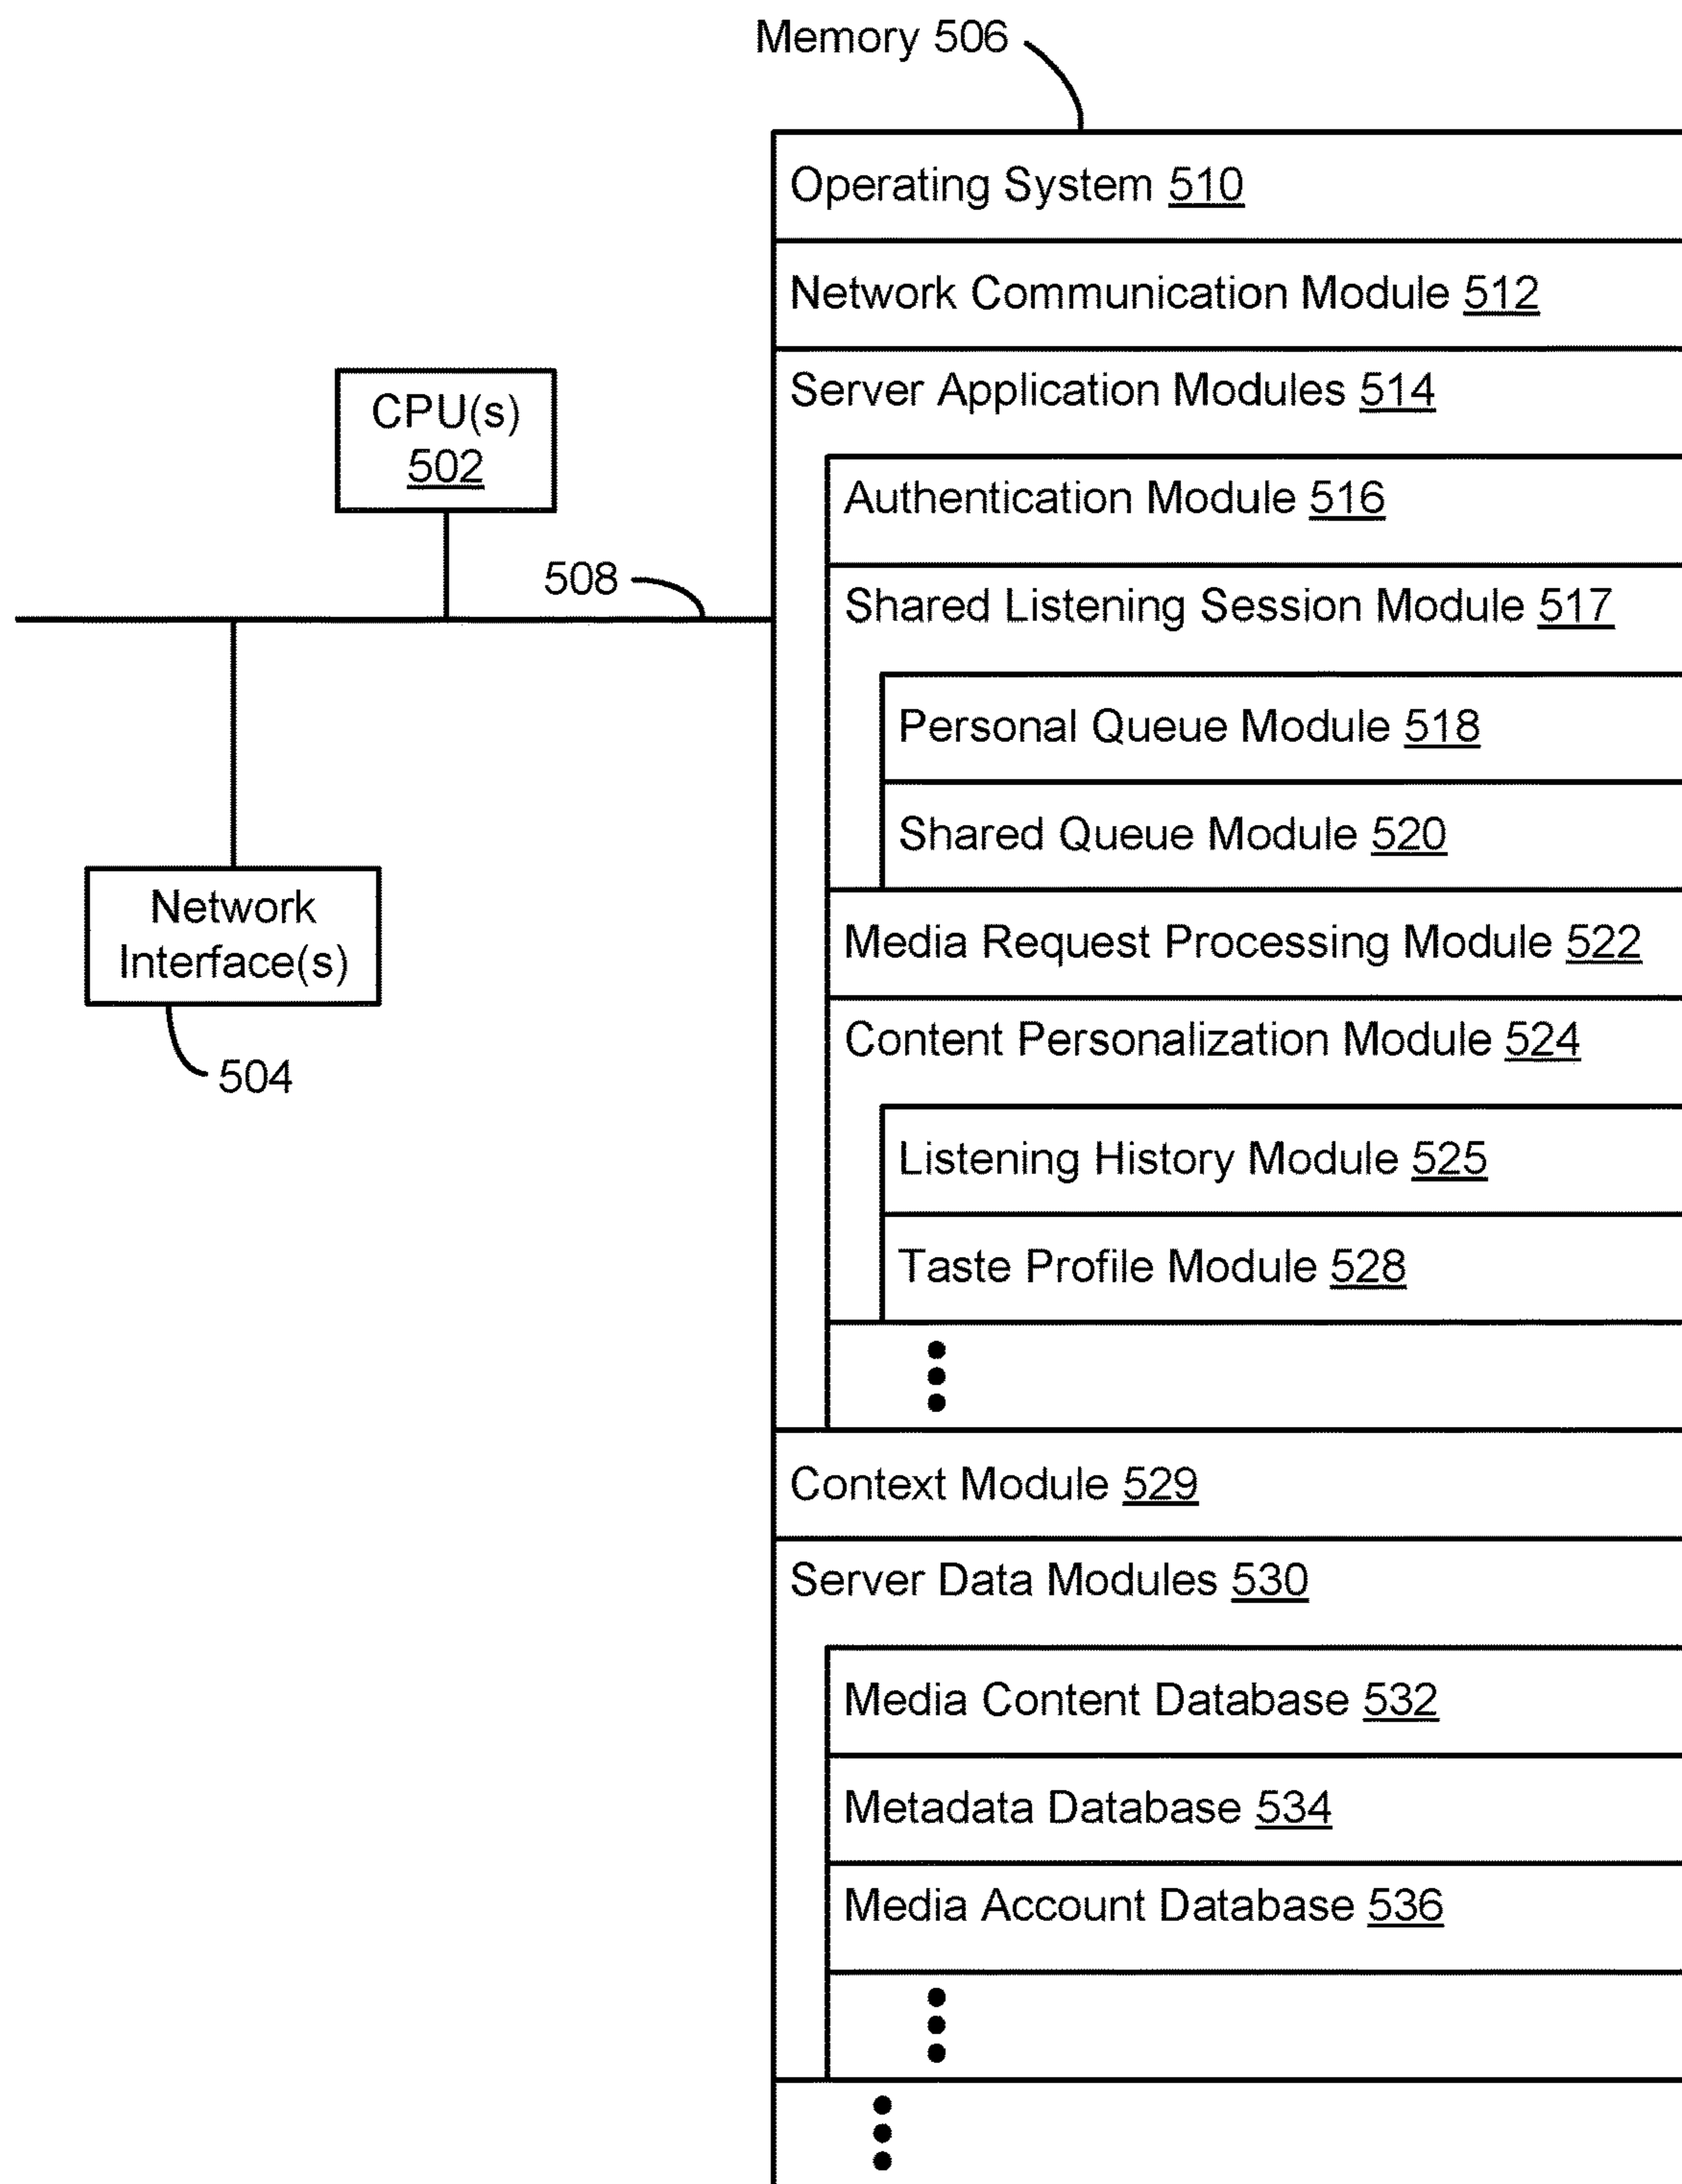 Memory 506
Operating System 510
Network Communication Module 512
Server Application Modules 514
CPU(s)
502
Authentication Module 516
508
Shared Listening Session Module 517
Personal Queue Module 518
Shared Queue Module 520
Network
Interface(s)
504
Media Request Processing Module 522
Content Personalization Module 524
Listening History Module 525
Taste Profile Module 528
Context Module 529
Server Data Modules 530
Media Content Database 532
Metadata Database 534
Media Account Database 536